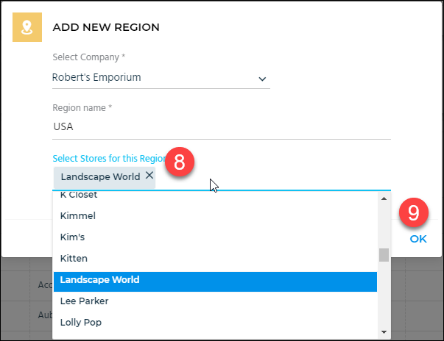 ADD NEW REGION
Select Company *
Robert's Emporium
Region name *
USA
Select Stores for this Region
8
Landscape World ×
K Closet
Kimmel
9
Kim's
OK
Kitten
Landscape World
Lee Parker
Lolly Pop